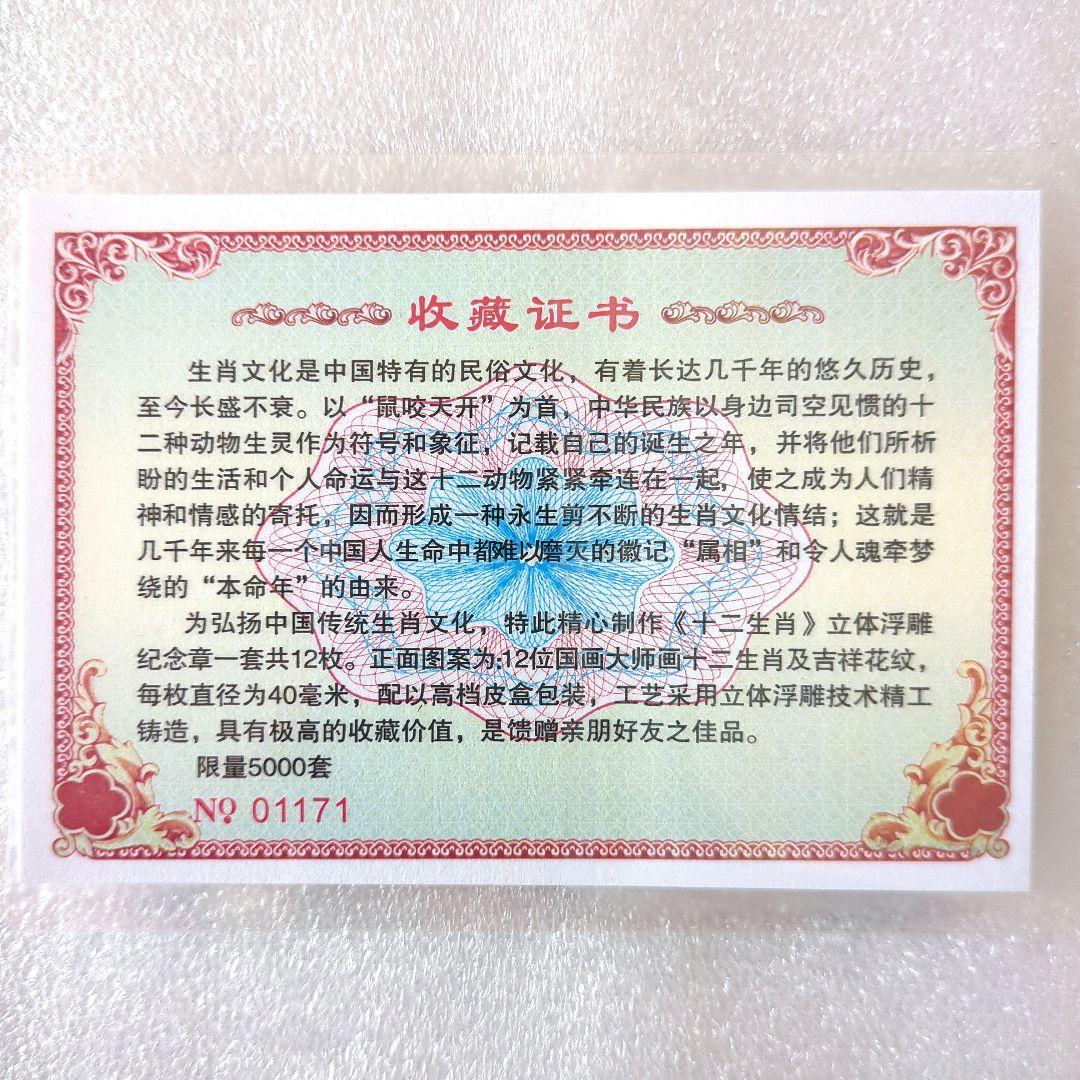 收藏证书
生肖文化是中国特有的民俗文化，有着长达几千年的悠久历史，
至今长盛不衰。以“鼠咬天开”为首，中华民族以身边司空见惯的十
二种动物生灵作为符号和象征，记载自己的诞生之年，并将他们所析
盼的生活和个人命运与这十二动物紧紧牵连在一起，使之成为人们精
神和情感的寄托，因而形成一种永生剪不断的生肖文化情结；这就是
几千年来每一个中国人生命中都难以磨灭的徽记“属相”和令人魂牵梦
绕的“本命年”的由来。
为弘扬中国传统生肖文化，特此精心制作《十二生肖》立体浮雕
纪念章一套共12枚。正面图案为:12位国画大师画十二生肖及吉祥花纹，
每枚直径为40毫米，配以高档皮盒包装，工艺采用立体浮雕技术精工
铸造，具有极高的收藏价值，是馈赠亲朋好友之佳品。
限量5000套
NO. 01171